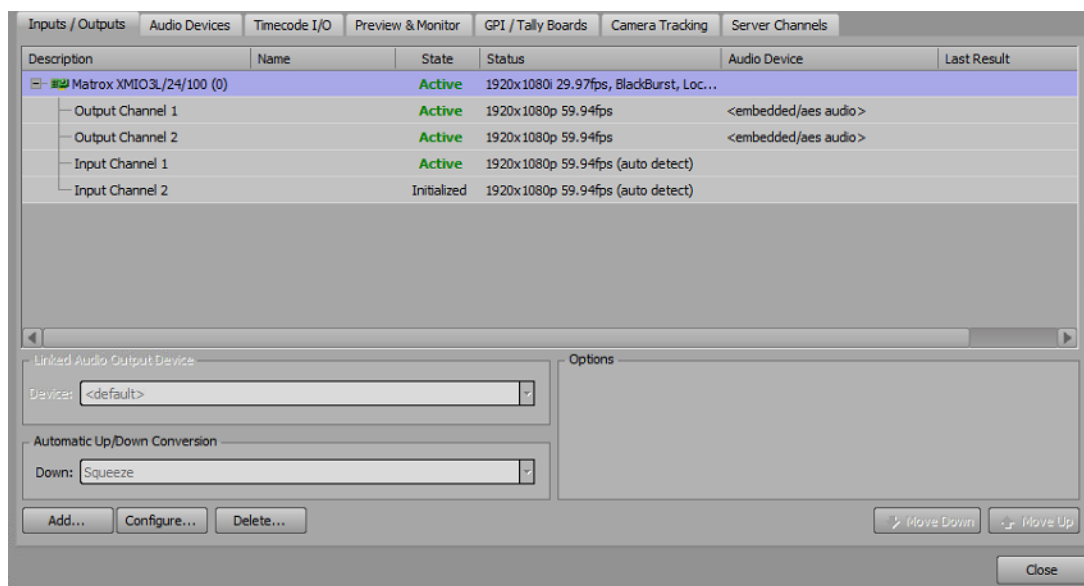 Inputs / Outputs Audio Devices Timecode I/O Preview & Monitor GPI / Tally Boards Camera Tracking Server Channels
Description Name State Status Audio Device Last Result
Matrox XMIO3L/24/100 (0) Active 1920x1080i 29.97fps, BlackBurst, Loc...
Output Channel 1 Active 1920x1080p 59.94fps <embedded/aes audio>
Output Channel 2 Active 1920x1080p 59.94fps <embedded/aes audio>
Input Channel 1 Active 1920x1080p 59.94fps (auto detect)
Input Channel 2 Initialized 1920x1080p 59.94fps (auto detect)
Linked Audio Output Device Options
Device: <default>
Automatic Up/Down Conversion
Down: Squeeze
Add... Configure... Delete... Move Down Move Up
Close